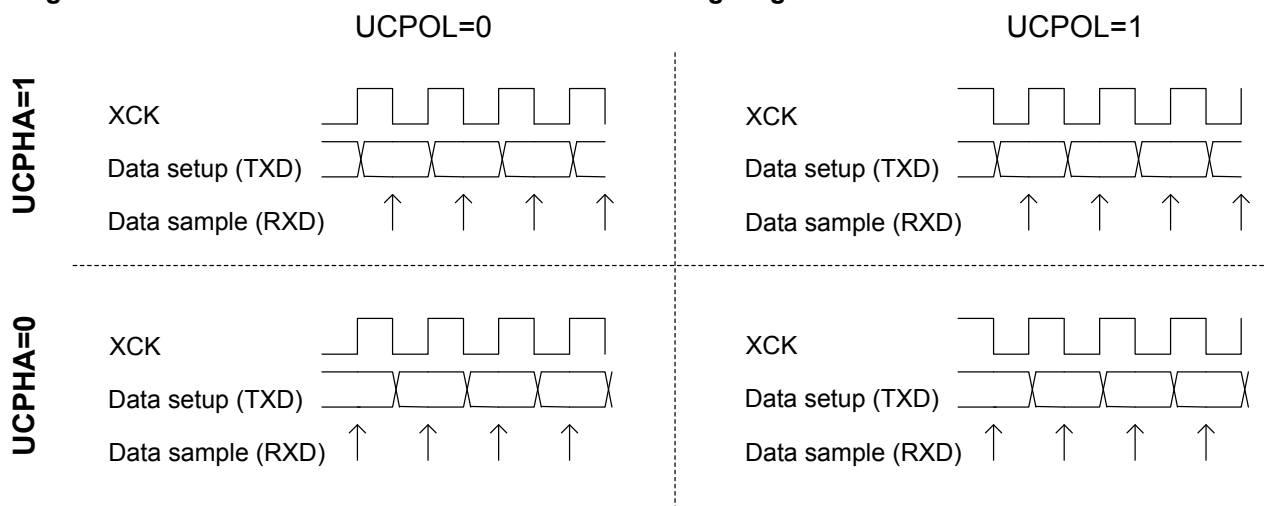 UCPOL=0
UCPOL=1
UCPHA=1
XCK
Data setup (TXD)
Data sample (RXD)
XCK
Data setup (TXD)
Data sample (RXD)
UCPHA=0
XCK
Data setup (TXD)
Data sample (RXD)
XCK
Data setup (TXD)
Data sample (RXD)